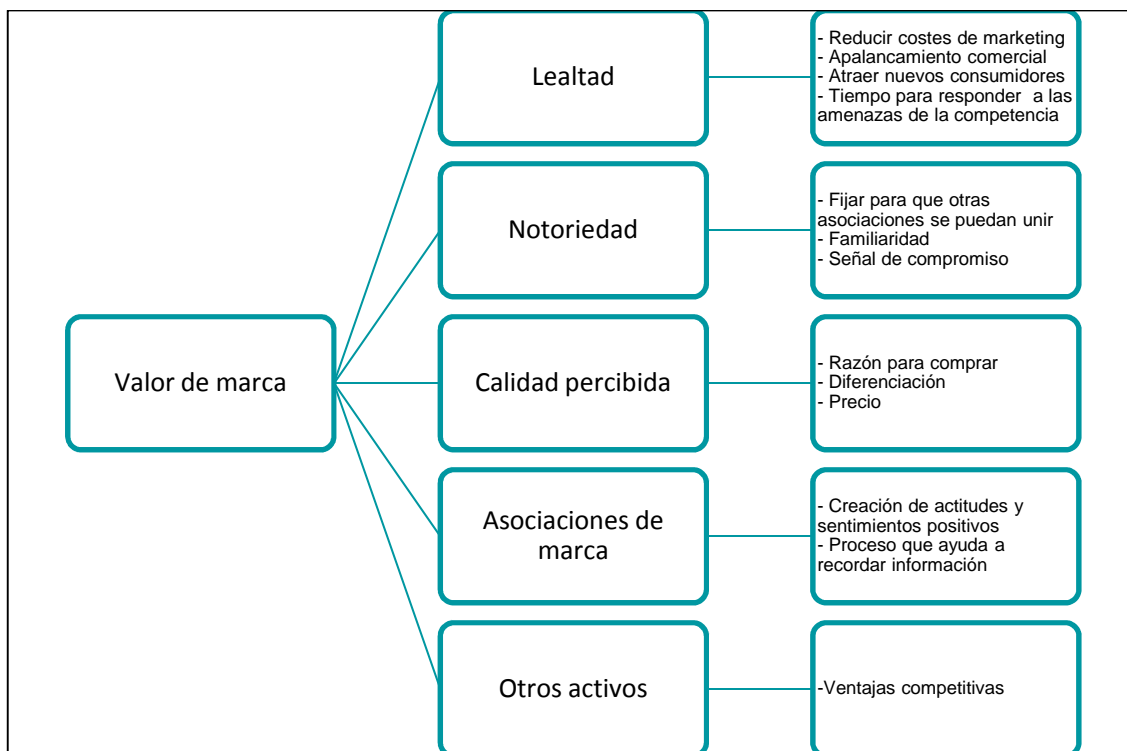 Valor de marca
Lealtad
- Reducir costes de marketing
- Apalancamiento comercial
- Atraer nuevos consumidores
- Tiempo para responder  a las
amenazas de la competencia
Notoriedad
- Fijar para que otras
asociaciones se puedan unir
- Familiaridad
- Señal de compromiso
Calidad percibida
- Razón para comprar
- Diferenciación
- Precio
Asociaciones de
marca
- Creación de actitudes y
sentimientos positivos
- Proceso que ayuda a
recordar información
Otros activos
-Ventajas competitivas